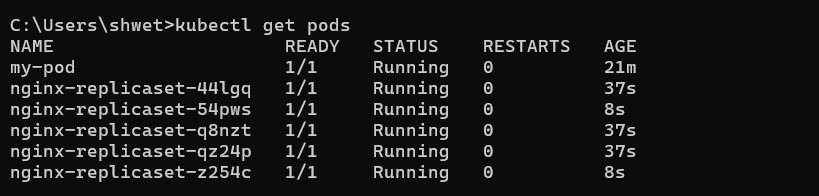 C:\Users\shwet>kubectl get pods
NAME                     READY   STATUS    RESTARTS   AGE
my-pod                   1/1     Running   0          21m
nginx-replicaset-44lgq   1/1     Running   0          37s
nginx-replicaset-54pws   1/1     Running   0          8s
nginx-replicaset-q8nzt   1/1     Running   0          37s
nginx-replicaset-qz24p   1/1     Running   0          37s
nginx-replicaset-z254c   1/1     Running   0          8s